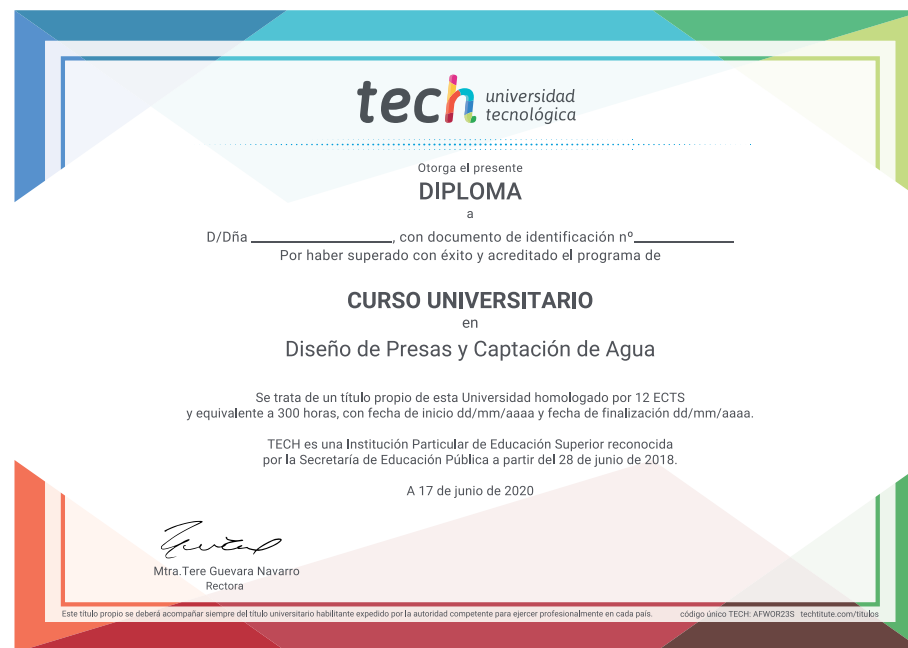 tech universidad
tecnológica
Otorga el presente
DIPLOMA
a
D/Dña ____________________, con documento de identificación nº______________
Por haber superado con éxito y acreditado el programa de
CURSO UNIVERSITARIO
en
Diseño de Presas y Captación de Agua
Se trata de un título propio de esta Universidad homologado por 12 ECTS
y equivalente a 300 horas, con fecha de inicio dd/mm/aaaa y fecha de finalización dd/mm/aaaa.
TECH es una Institución Particular de Educación Superior reconocida
por la Secretaría de Educación Pública a partir del 28 de junio de 2018.
A 17 de junio de 2020
Mtra.Tere Guevara Navarro
Rectora
Este título propio se deberá acompañar siempre del título universitario habilitante expedido por la autoridad competente para ejercer profesionalmente en cada país. código único TECH: AFWOR23S techtitute.com/titulos